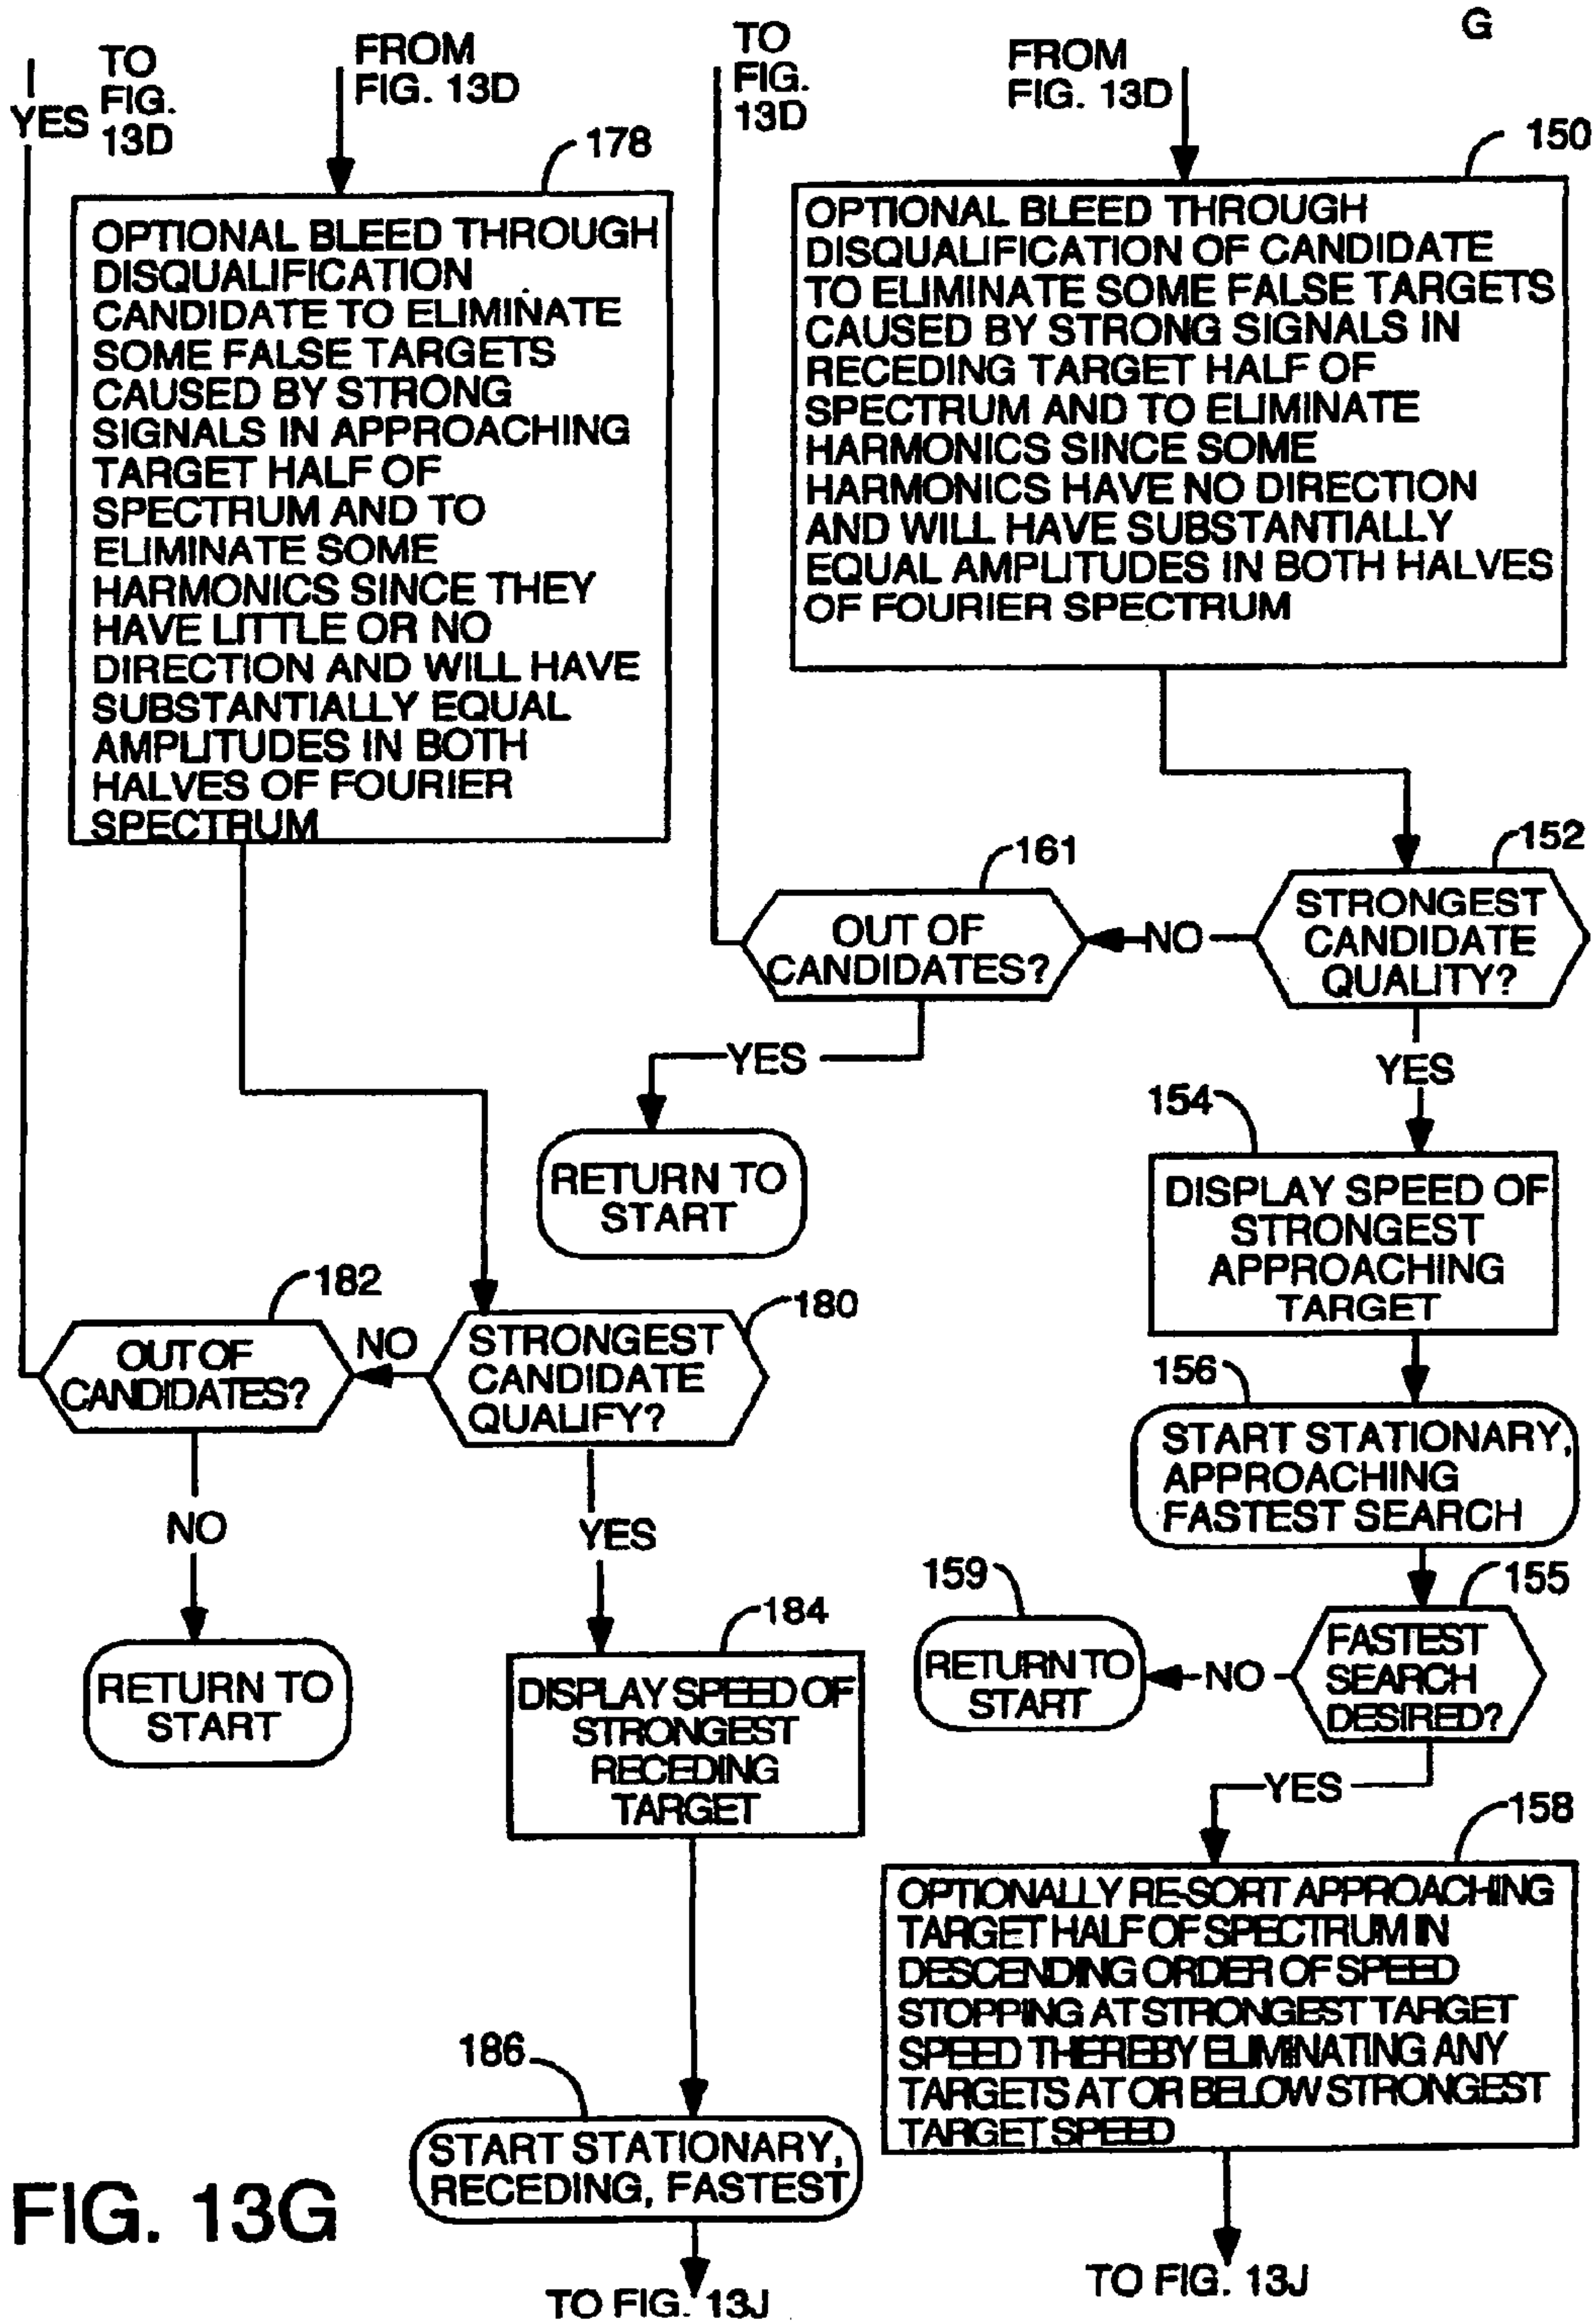 G
YES
TO
FIG.
13D
FROM
FIG. 13D
TO
FIG.
13D
FROM
FIG. 13D
178
OPTIONAL BLEED THROUGH
DISQUALIFICATION
CANDIDATE TO ELIMINATE
SOME FALSE TARGETS
CAUSED BY STRONG
SIGNALS IN APPROACHING
TARGET HALF OF
SPECTRUM AND TO
ELIMINATE SOME
HARMONICS SINCE THEY
HAVE LITTLE OR NO
DIRECTION AND WILL HAVE
SUBSTANTIALLY EQUAL
AMPLITUDES IN BOTH
HALVES OF FOURIER
SPECTRUM
150
OPTIONAL BLEED THROUGH
DISQUALIFICATION OF CANDIDATE
TO ELIMINATE SOME FALSE TARGETS
CAUSED BY STRONG SIGNALS IN
RECEDING TARGET HALF OF
SPECTRUM AND TO ELIMINATE
HARMONICS SINCE SOME
HARMONICS HAVE NO DIRECTION
AND WILL HAVE SUBSTANTIALLY
EQUAL AMPLITUDES IN BOTH HALVES
OF FOURIER SPECTRUM
152
STRONGEST
CANDIDATE
QUALITY?
NO
161
OUT OF
CANDIDATES?
YES
RETURN TO
START
YES
154
DISPLAY SPEED OF
STRONGEST
APPROACHING
TARGET
182
OUT OF
CANDIDATES?
NO
180
STRONGEST
CANDIDATE
QUALIFY?
156
START STATIONARY,
APPROACHING
FASTEST SEARCH
NO
RETURN TO
START
YES
184
DISPLAY SPEED OF
STRONGEST
RECEDING
TARGET
159
RETURN TO
START
NO
155
FASTEST
SEARCH
DESIRED?
YES
158
OPTIONALLY RE-SORT APPROACHING
TARGET HALF OF SPECTRUM IN
DESCENDING ORDER OF SPEED
STOPPING AT STRONGEST TARGET
SPEED THEREBY ELIMINATING ANY
TARGETS AT OR BELOW STRONGEST
TARGET SPEED
186
START STATIONARY,
RECEDING, FASTEST
TO FIG. 13J
TO FIG. 13J
FIG. 13G